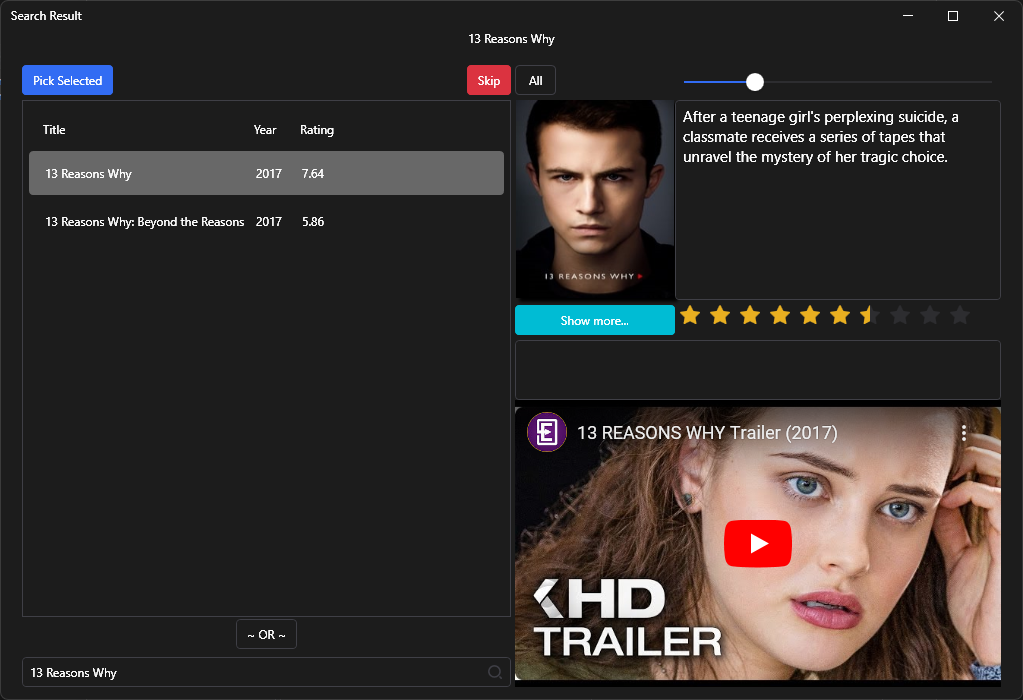 Search Result
13 Reasons Why
Pick Selected
Skip
All
Title Year Rating
13 Reasons Why 2017 7.64
13 Reasons Why: Beyond the Reasons 2017 5.86
~ OR ~
13 Reasons Why
13 REASONS WHY
After a teenage girl's perplexing suicide, a
classmate receives a series of tapes that
unravel the mystery of her tragic choice.
Show more...
13 REASONS WHY Trailer (2017)
HD
TRAILER